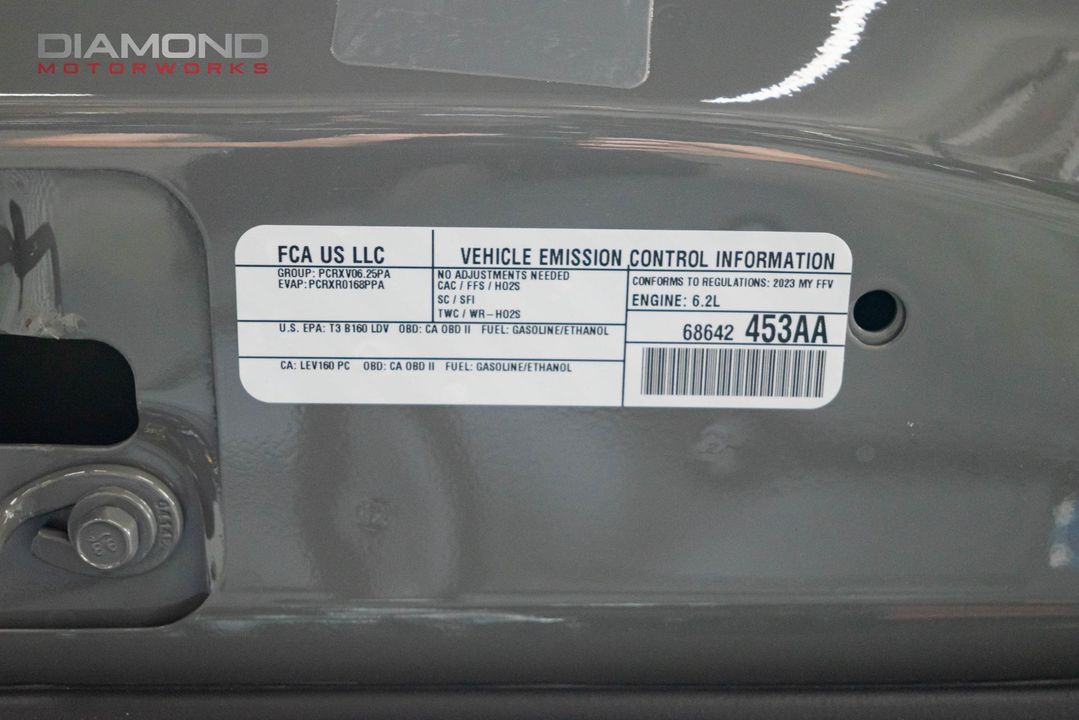 DIAMOND
MOTORWORKS
FCA US LLC
GROUP: PCRXV06.25PA
EVAP: PCRXR0168PPA
VEHICLE EMISSION CONTROL INFORMATION
NO ADJUSTMENTS NEEDED
CAC / FFS / HO2S
SC / SFI
TWC / WR-HO2S
CONFORMS TO REGULATIONS: 2023 MY FFV
ENGINE: 6.2L
68642 453AA
U.S. EPA: T3 B160 LDV OBD: CA OBD II FUEL: GASOLINE/ETHANOL
CA: LEV160 PC OBD: CA OBD II FUEL: GASOLINE/ETHANOL